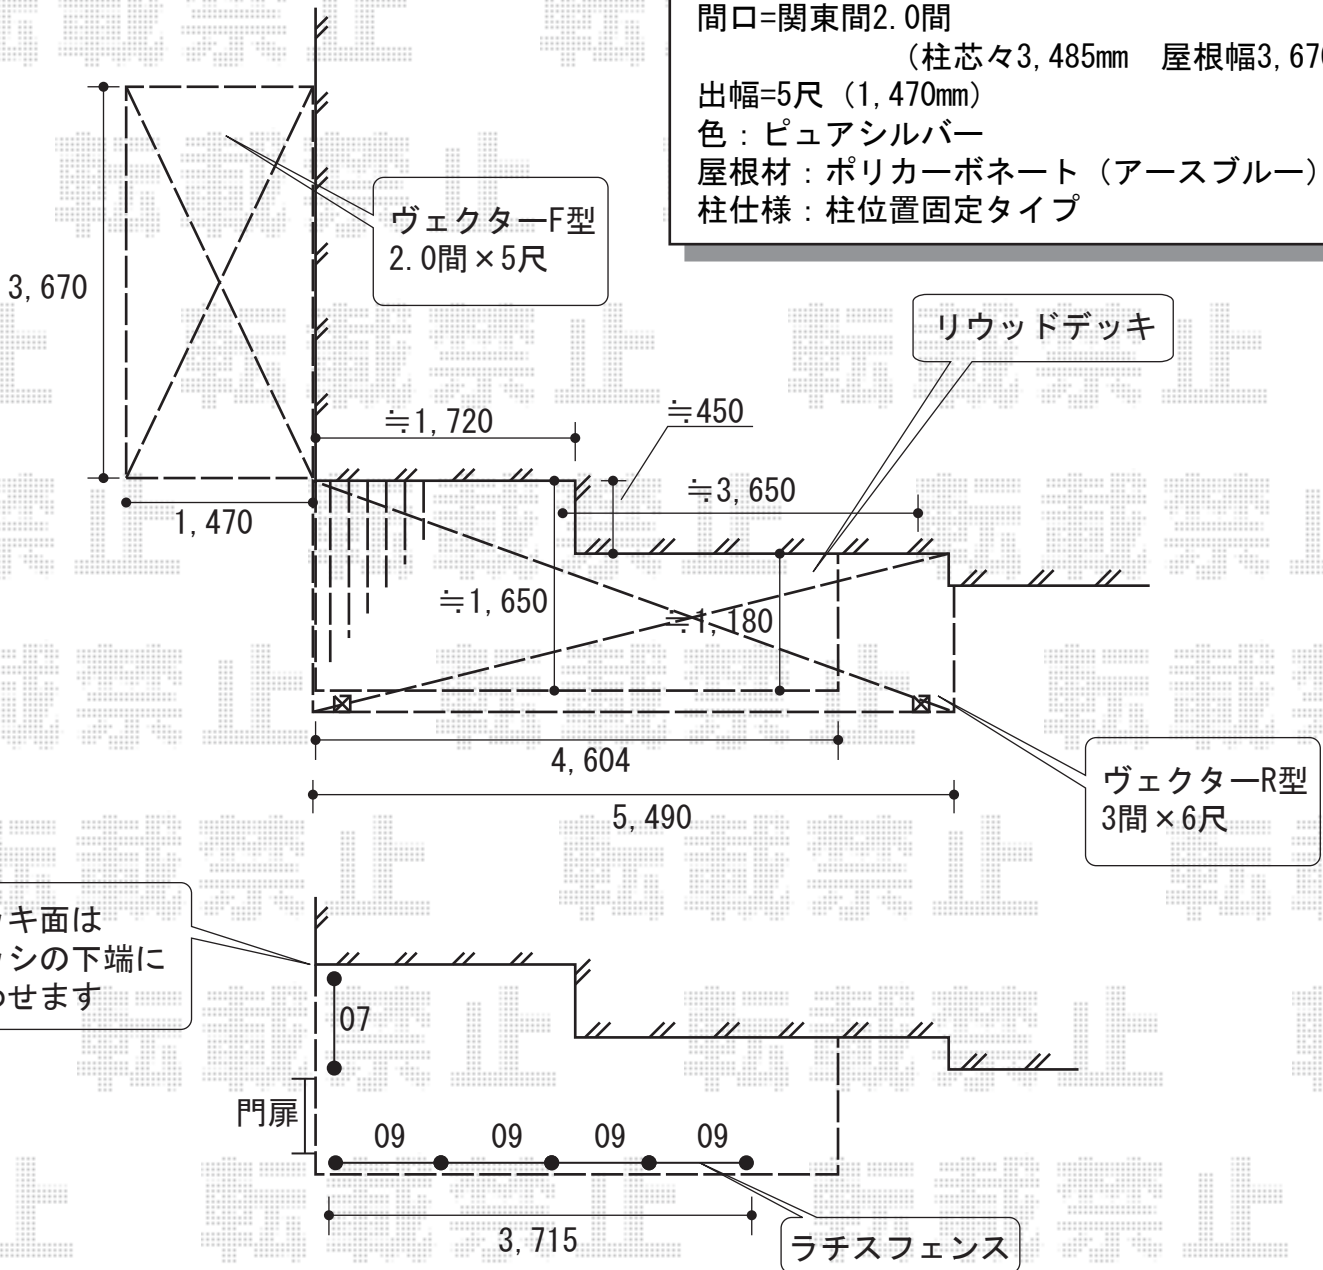 間口=関東間2.0間
（柱芯々3,485mm　屋根幅3,670
出幅=5尺（1,470mm）
色：ピュアシルバー
屋根材：ポリカーボネート（アースブルー）
柱仕様：柱位置固定タイプ
ヴェクターF型
2.0間×5尺
3,670
1,470
リウッドデッキ
≒1,720
≒450
≒3,650
≒1,650
≒1,180
4,604
5,490
ヴェクターR型
3間×6尺
キ面は
シの下端に
わせます
07
門扉
09
09
09
09
3,715
ラチスフェンス
転載禁止